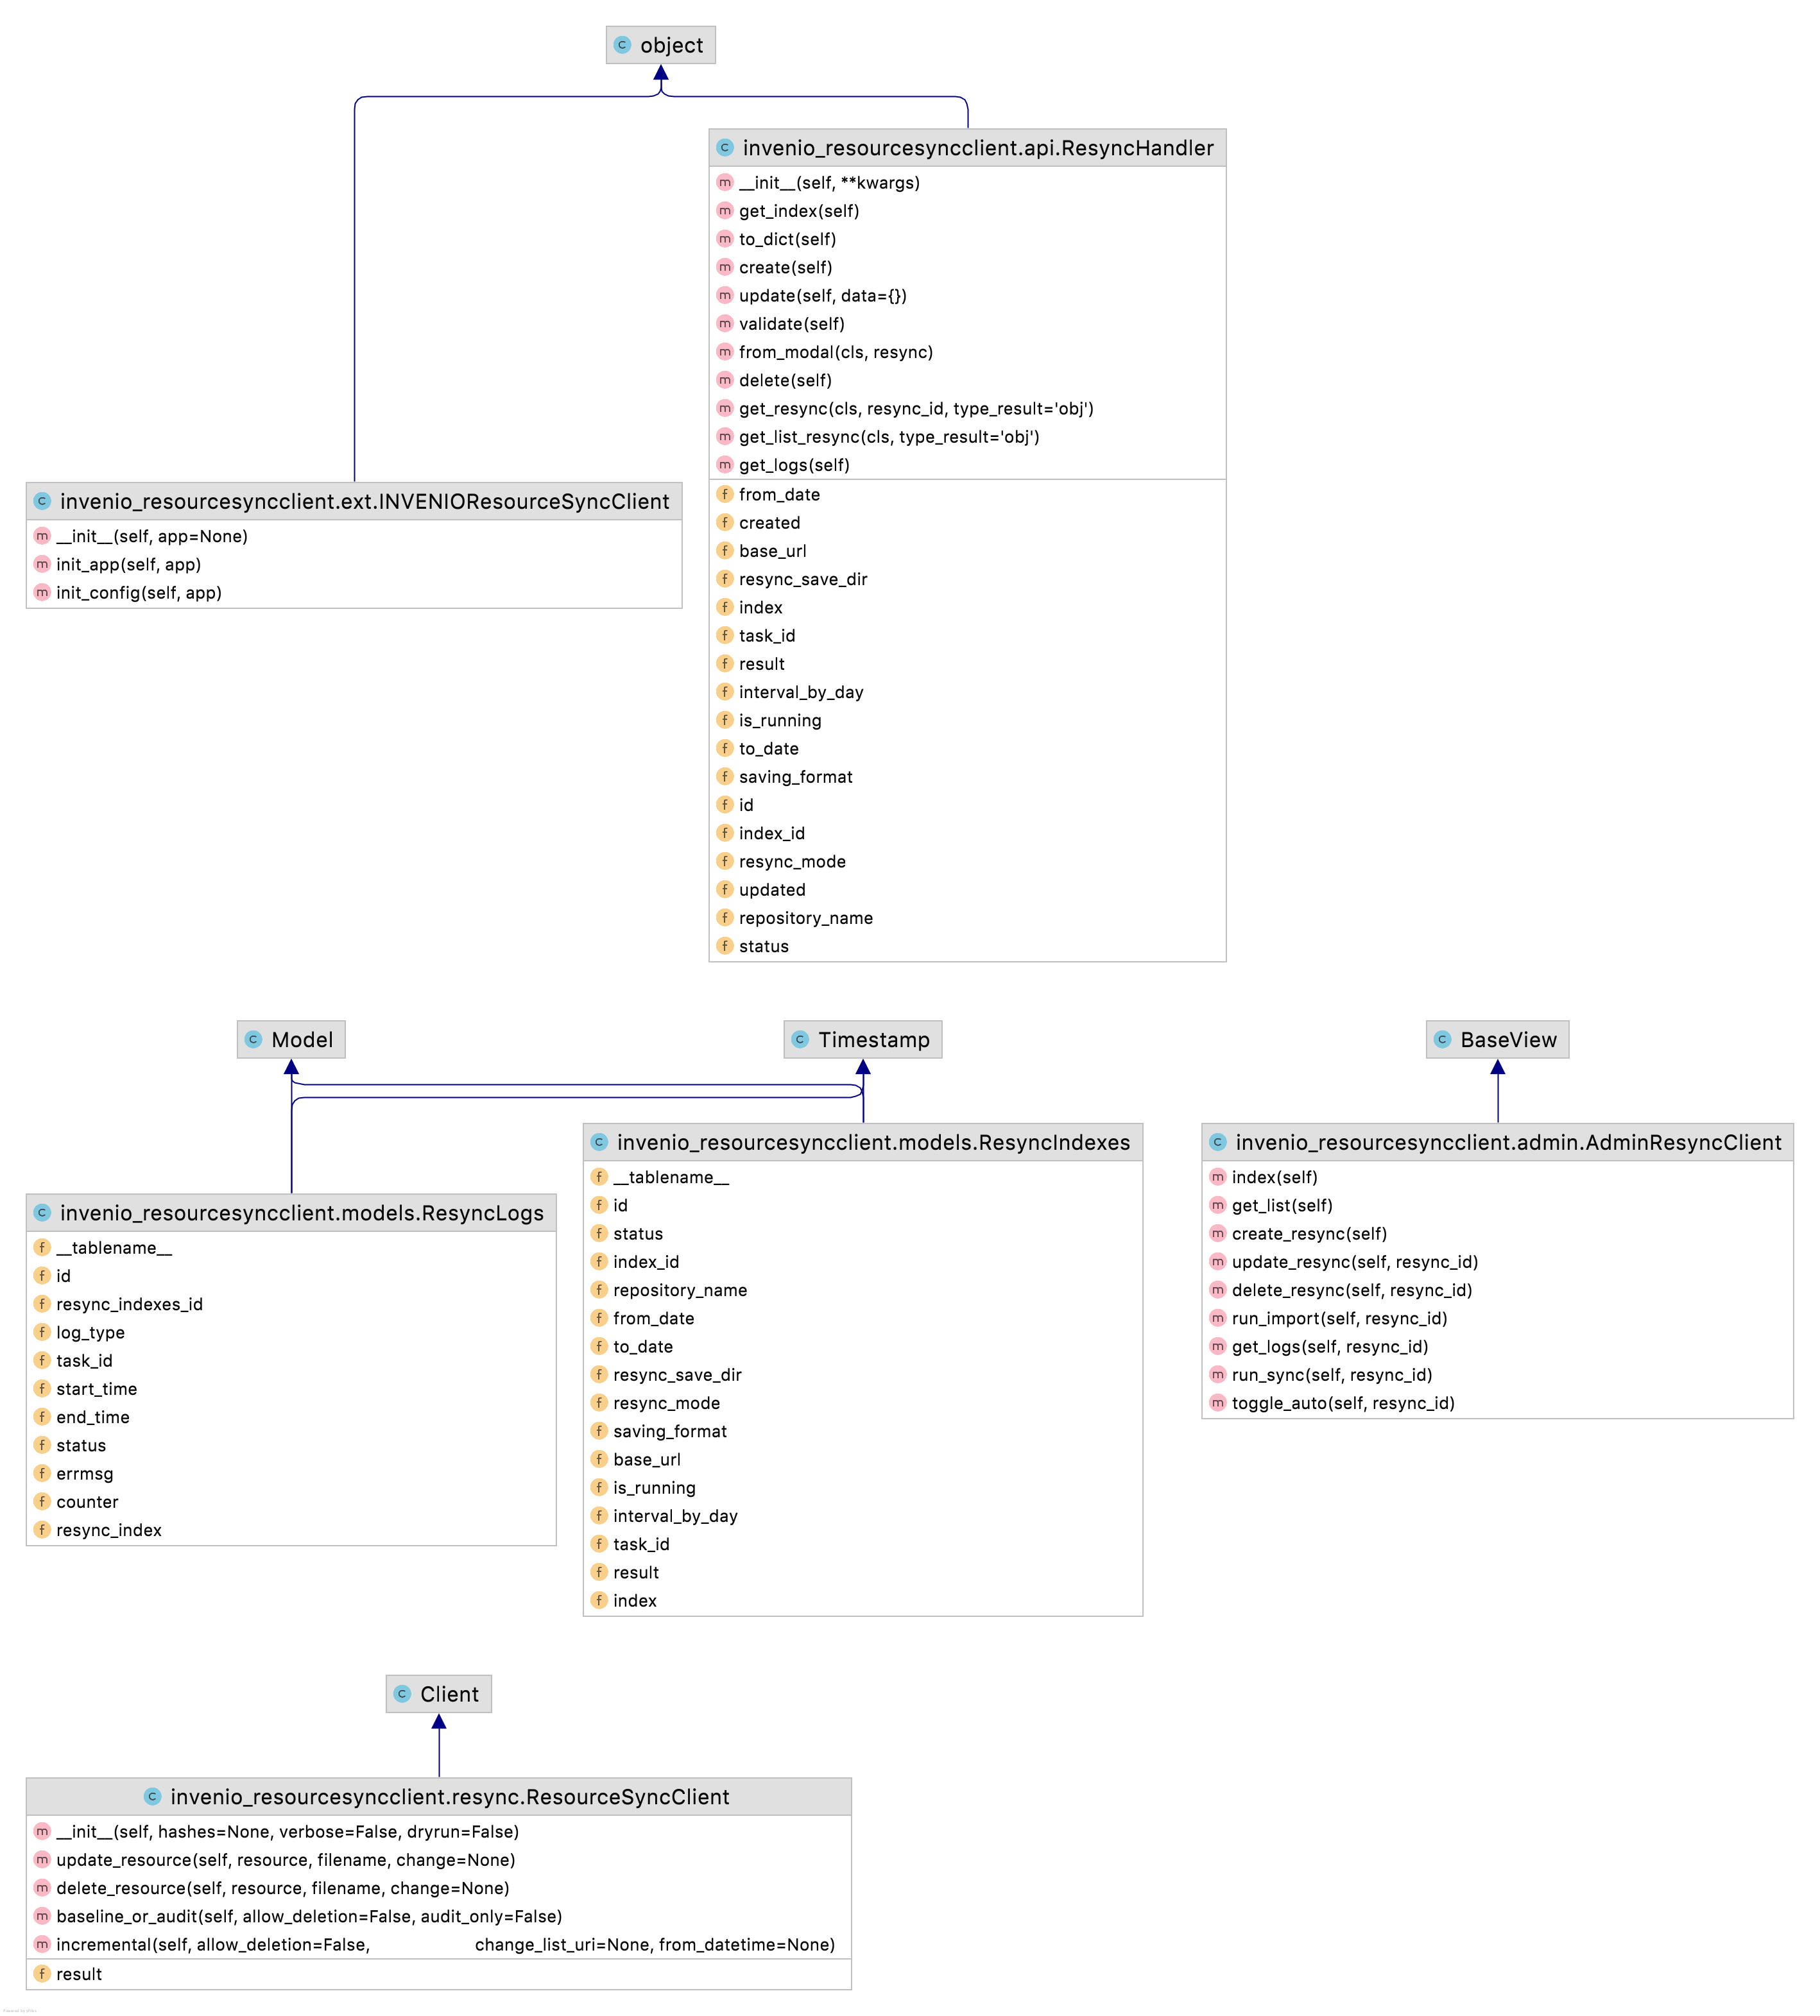 object
invenio_resourcesyncclient.api.ResyncHandler
__init__(self, **kwargs)
get_index(self)
to_dict(self)
create(self)
update(self, data={})
validate(self)
from_modal(cls, resync)
delete(self)
get_resync(cls, resync_id, type_result='obj')
get_list_resync(cls, type_result='obj')
get_logs(self)
from_date
created
base_url
resync_save_dir
index
task_id
result
interval_by_day
is_running
to_date
saving_format
id
index_id
resync_mode
updated
repository_name
status
invenio_resourcesyncclient.ext.INVENIOResourceSyncClient
__init__(self, app=None)
init_app(self, app)
init_config(self, app)
Model
Timestamp
BaseView
invenio_resourcesyncclient.models.ResyncLogs
__tablename__
id
resync_indexes_id
log_type
task_id
start_time
end_time
status
errmsg
counter
resync_index
invenio_resourcesyncclient.models.ResyncIndexes
__tablename__
id
status
index_id
repository_name
from_date
to_date
resync_save_dir
resync_mode
saving_format
base_url
is_running
interval_by_day
task_id
result
index
invenio_resourcesyncclient.admin.AdminResyncClient
index(self)
get_list(self)
create_resync(self)
update_resync(self, resync_id)
delete_resync(self, resync_id)
run_import(self, resync_id)
get_logs(self, resync_id)
run_sync(self, resync_id)
toggle_auto(self, resync_id)
Client
invenio_resourcesyncclient.resync.ResourceSyncClient
__init__(self, hashes=None, verbose=False, dryrun=False)
update_resource(self, resource, filename, change=None)
delete_resource(self, resource, filename, change=None)
baseline_or_audit(self, allow_deletion=False, audit_only=False)
incremental(self, allow_deletion=False, change_list_uri=None, from_datetime=None)
result
Powered by yFiles